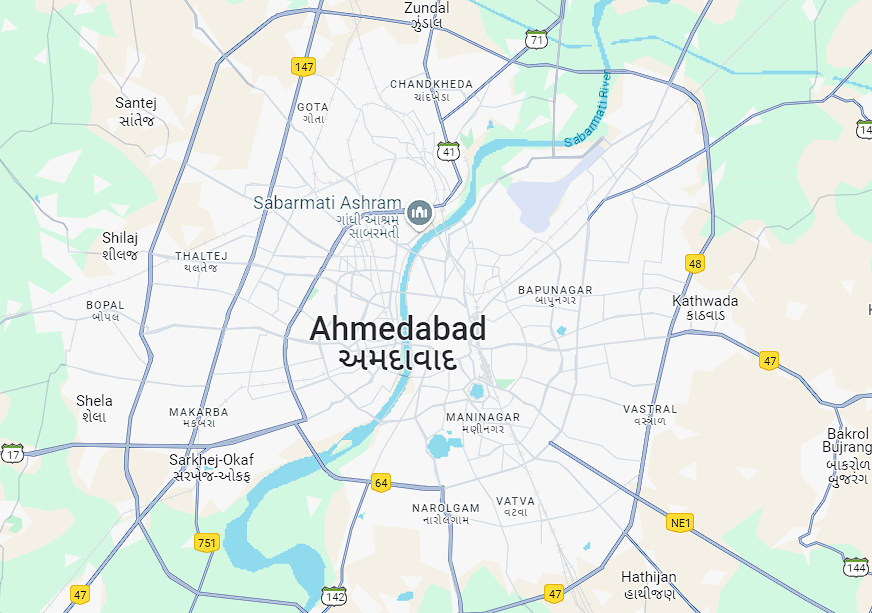 Zundal
ઝુંડાલ
71
147
CHANDKHEDA
ચાંદખેડા
Santej
સાંતેજ
GOTA
ગોતા
Sabarmati River
14
41
Sabarmati Ashram
ગાંધી આશ્રમ
સાબરમતી
Shilaj
શીલજ
THALTEJ
થલતેજ
48
BAPUNAGAR
બાપુનગર
Kathwada
કાઠવાડ
BOPAL
બોપલ
Ahmedabad
અમદાવાદ
47
Shela
શેલા
MAKARBA
મકરબા
MANINAGAR
મણીનગર
VASTRAL
વસ્ત્રાલ
Bakrol
Bujrang
બાકરોળ
બુજરંગ
17
Sarkhej-Okaf
સરખેજ-ઓકફ
64
NAROLGAM
નારોલગામ
VATVA
વટવા
NE1
751
144
Hathijan
હાથીજણ
47
142
47